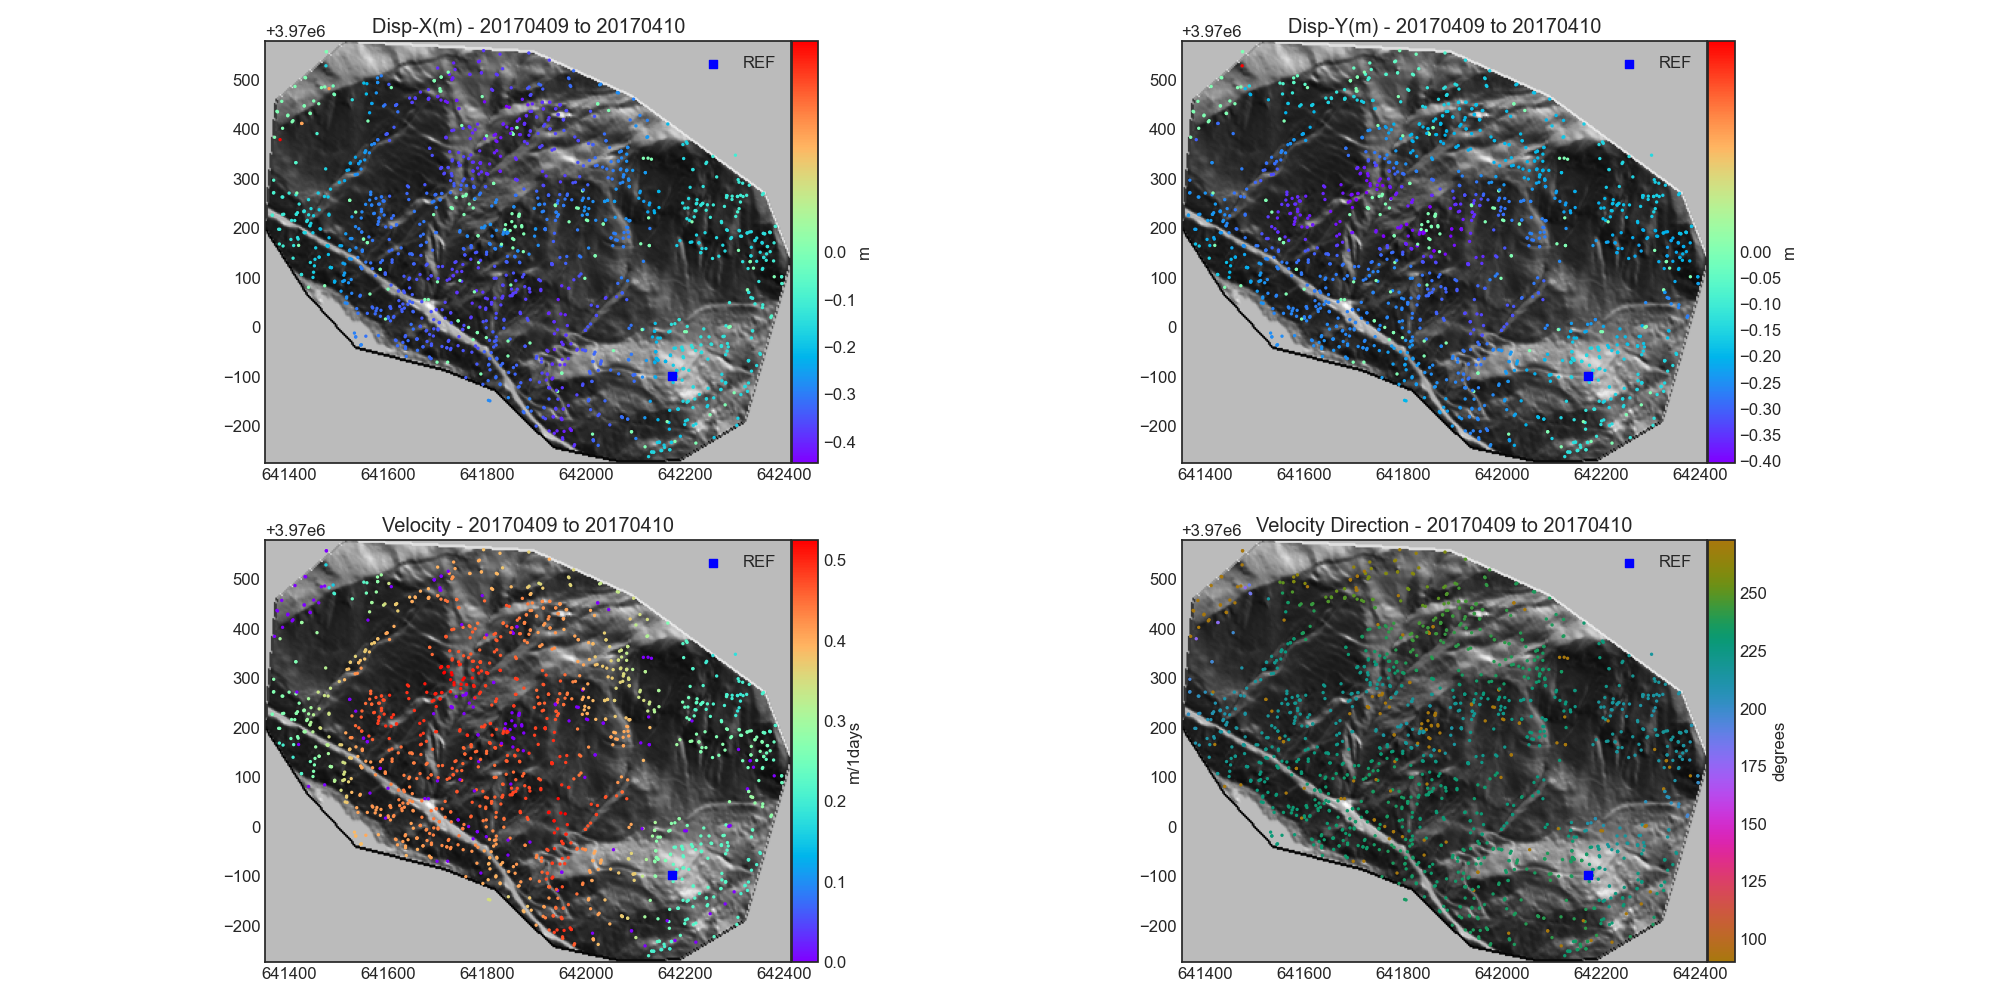 Disp-X(m) - 20170409 to 20170410
+3.97e6
REF
500
400
300
200
100
0
−100
−200
641400 641600 641800 642000 642200 642400
0.0
−0.1
−0.2
−0.3
−0.4
m
Disp-Y(m) - 20170409 to 20170410
+3.97e6
REF
500
400
300
200
100
0
−100
−200
641400 641600 641800 642000 642200 642400
0.00
−0.05
−0.10
−0.15
−0.20
−0.25
−0.30
−0.35
−0.40
m
Velocity - 20170409 to 20170410
+3.97e6
REF
500
400
300
200
100
0
−100
−200
641400 641600 641800 642000 642200 642400
0.5
0.4
0.3
0.2
0.1
0.0
m/1days
Velocity Direction - 20170409 to 20170410
+3.97e6
REF
500
400
300
200
100
0
−100
−200
641400 641600 641800 642000 642200 642400
250
225
200
175
150
125
100
degrees